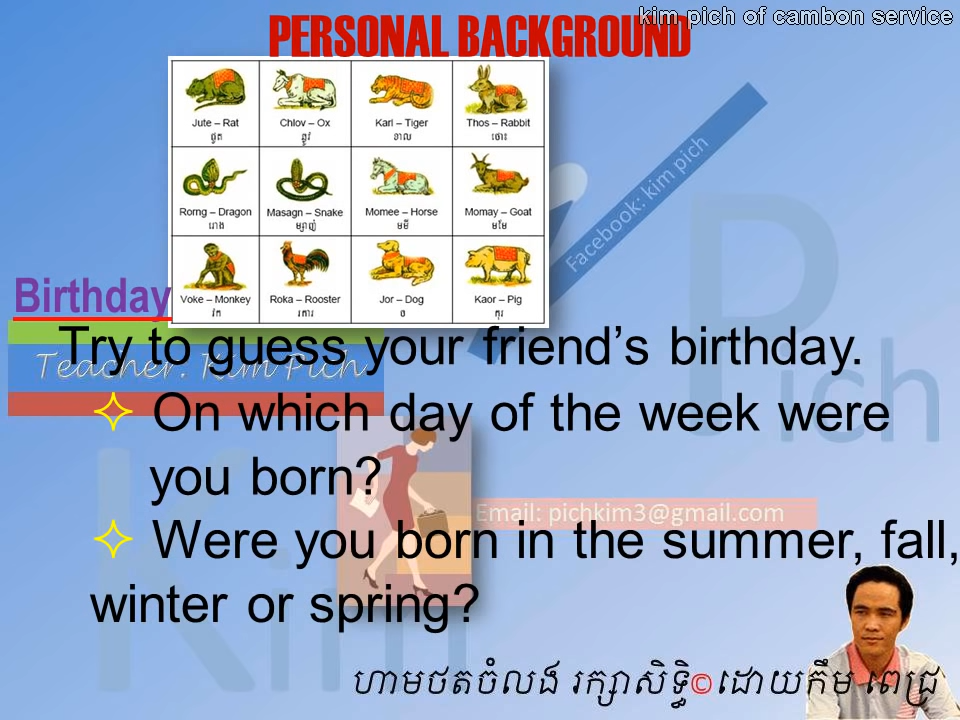 kim pich of cambon service
PERSONAL BACKGROUND
Jute – Rat
ជូត
Chlov – Ox
ឆ្លូវ
Karl – Tiger
ខាល
Thos – Rabbit
ថោះ
Rorng – Dragon
រោង
Masagn – Snake
ម្សាញ់
Momee – Horse
មមី
Momay – Goat
មមែ
Voke – Monkey
វក
Roka – Rooster
រការ
Jor – Dog
ច
Kaor – Pig
កុរ
Facebook: kim pich
Birthday
Try to guess your friend’s birthday.
Teacher: Kim Pich
✧ On which day of the week were
you born?
Email: pichkim3@gmail.com
✧ Were you born in the summer, fall,
winter or spring?
Kim
Pich
ហាមថតចំលង រក្សាសិទ្ធិ©ដោយកឹម ពេជ្រ